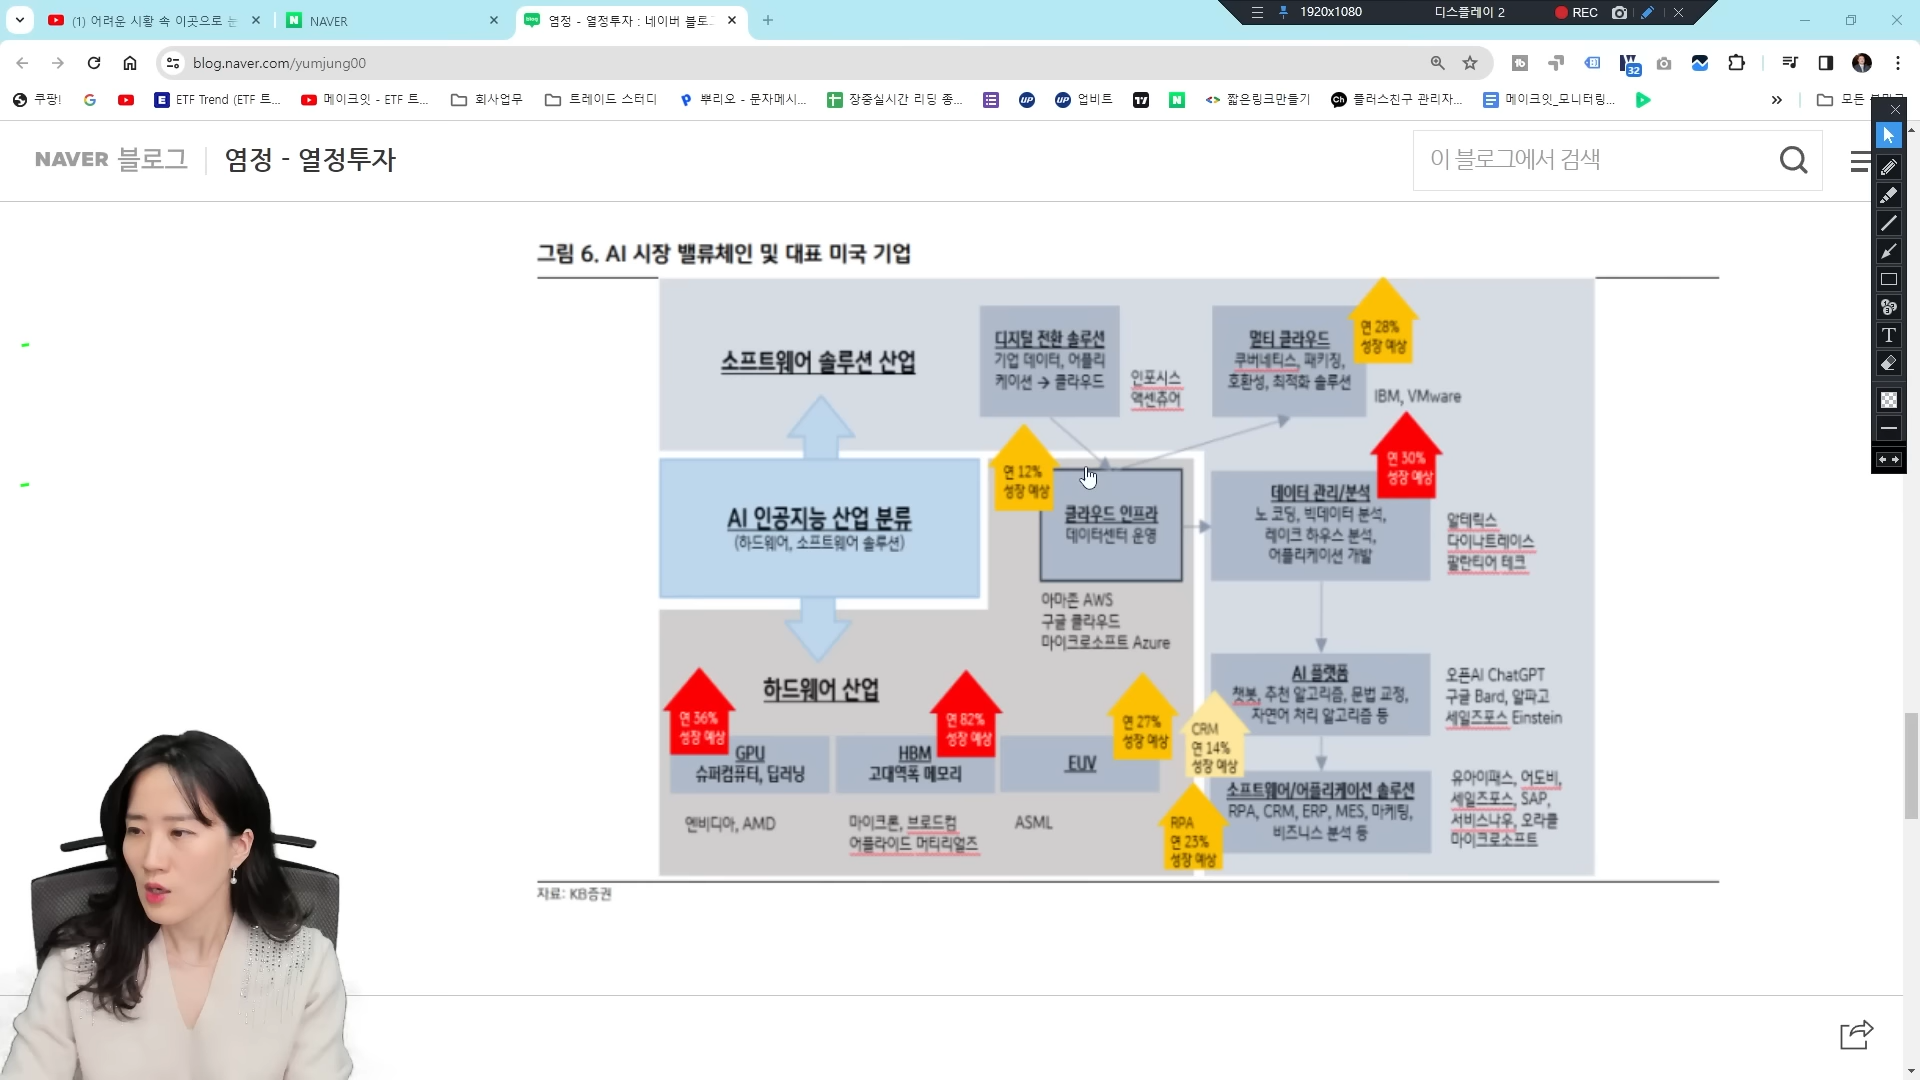 (1) 어려운 시황 속 이곳으로
NAVER
염정 - 열정투자 : 네이버 블로그
1920x1080
디스플레이 2
REC
blog.naver.com/yumjung00
32
쿠팡!
ETF Trend (ETF 트...
메이크잇 - ETF 트...
회사업무
트레이드 스터디
뿌리오 - 문자메시...
장중실시간 리딩 종...
업비트
짧은링크만들기
플러스친구 관리자...
메이크잇_모니터링...
모든
NAVER 블로그
염정 - 열정투자
이 블로그에서 검색
그림 6. AI 시장 밸류체인 및 대표 미국 기업
소프트웨어 솔루션 산업
디지털 전환 솔루션
기업 데이터, 어플리
케이션 → 클라우드
인포시스
액센츄어
멀티 클라우드
쿠버네티스, 패키징,
호환성, 최적화 솔루션
연 28%
성장 예상
IBM, VMware
AI 인공지능 산업 분류
(하드웨어, 소프트웨어 솔루션)
연 12%
성장 예상
클라우드 인프라
데이터센터 운영
아마존 AWS
구글 클라우드
마이크로소프트 Azure
연 30%
성장 예상
데이터 관리/분석
노 코딩, 빅데이터 분석,
레이크 하우스 분석,
어플리케이션 개발
알테릭스
다이나트레이스
팔란티어 테크
하드웨어 산업
연 36%
성장 예상
GPU
슈퍼컴퓨터, 딥러닝
엔비디아, AMD
연 82%
성장 예상
HBM
고대역폭 메모리
마이크론, 브로드컴
어플라이드 머티리얼즈
연 27%
성장 예상
EUV
ASML
AI 플랫폼
챗봇, 추천 알고리즘, 문법 교정,
자연어 처리 알고리즘 등
오픈AI ChatGPT
구글 Bard, 알파고
세일즈포스 Einstein
CRM
연 14%
성장 예상
RPA
연 23%
성장 예상
소프트웨어/어플리케이션 솔루션
RPA, CRM, ERP, MES, 마케팅,
비즈니스 분석 등
유아이패스, 어도비,
세일즈포스, SAP,
서비스나우, 오라클
마이크로소프트
자료: KB증권